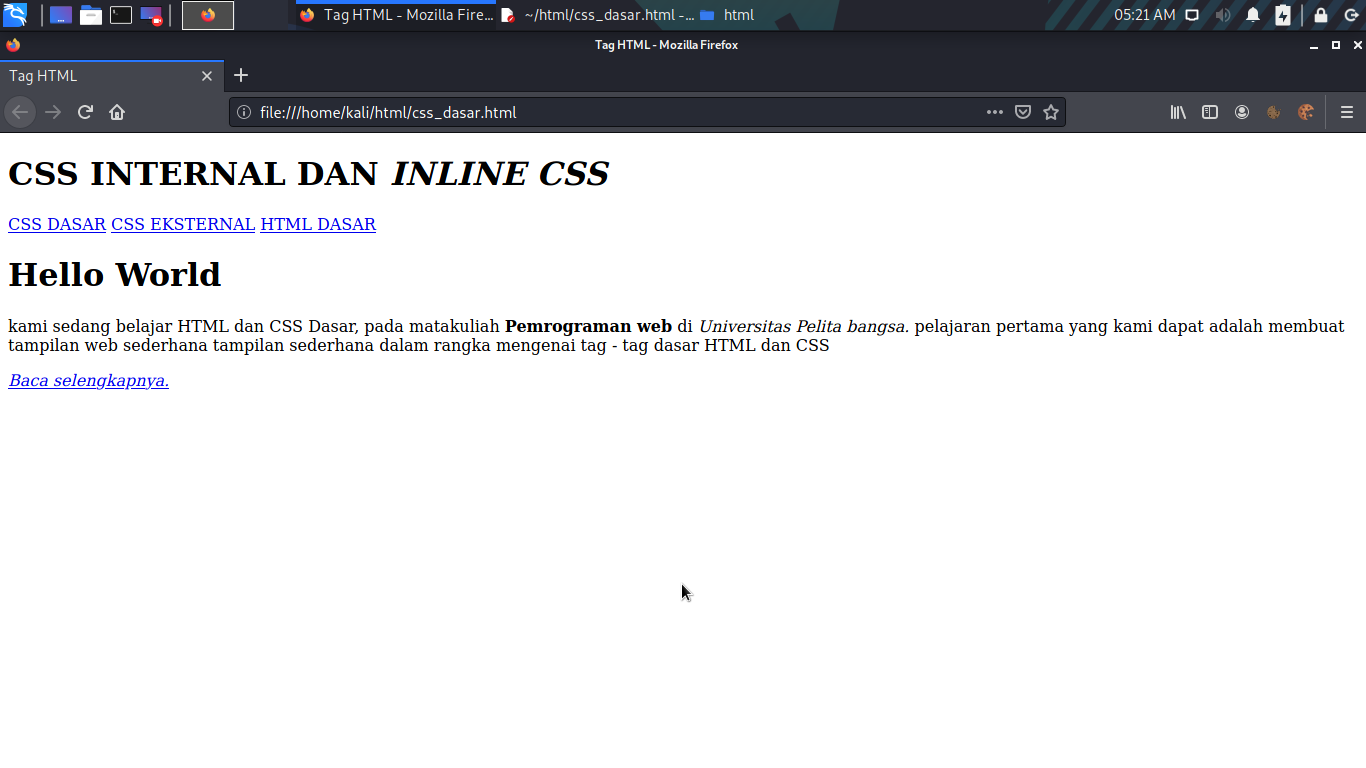 Tag HTML - Mozilla Fire...
~/html/css_dasar.html -...
html
05:21 AM
Tag HTML - Mozilla Firefox
Tag HTML
file:///home/kali/html/css_dasar.html
CSS INTERNAL DAN INLINE CSS
CSS DASAR CSS EKSTERNAL HTML DASAR
Hello World
kami sedang belajar HTML dan CSS Dasar, pada matakuliah Pemrograman web di Universitas Pelita bangsa. pelajaran pertama yang kami dapat adalah membuat
tampilan web sederhana tampilan sederhana dalam rangka mengenai tag - tag dasar HTML dan CSS
Baca selengkapnya.